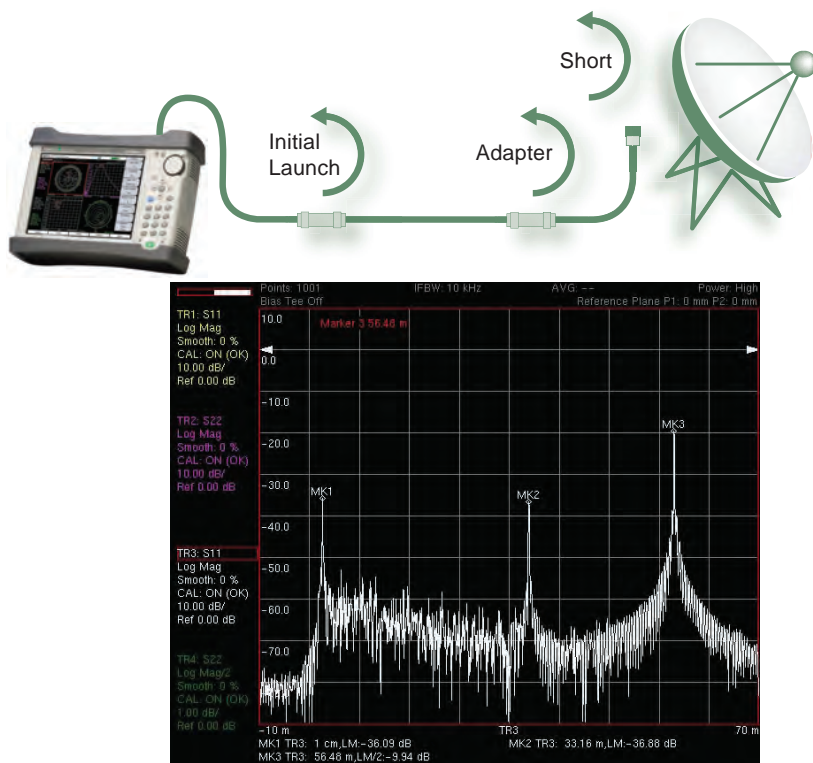 Short
Initial
Launch
Adapter
Points: 1001 IFBW: 10 kHz AVG: -- Power: High
Bias Tee Off Reference Plane P1: 0 mm P2: 0 mm
TR1: S11
Log Mag
Smooth: 0 %
CAL: ON (OK)
10.00 dB/
Ref 0.00 dB
TR2: S22
Log Mag
Smooth: 0 %
CAL: ON (OK)
10.00 dB/
Ref 0.00 dB
TR3: S11
Log Mag
Smooth: 0 %
CAL: ON (OK)
10.00 dB/
Ref 0.00 dB
TR4: S22
Log Mag/2
Smooth: 0 %
CAL: ON (OK)
1.00 dB/
Ref 0.00 dB
10.0
Marker 3 56.48 m
0.0
-10.0
-20.0
MK3
-30.0
MK1
MK2
-40.0
-50.0
-60.0
-70.0
-10 m TR3 70 m
MK1 TR3: 1 cm,LM:-36.09 dB MK2 TR3: 33.16 m,LM:-36.88 dB
MK3 TR3: 56.48 m,LM/2:-9.94 dB